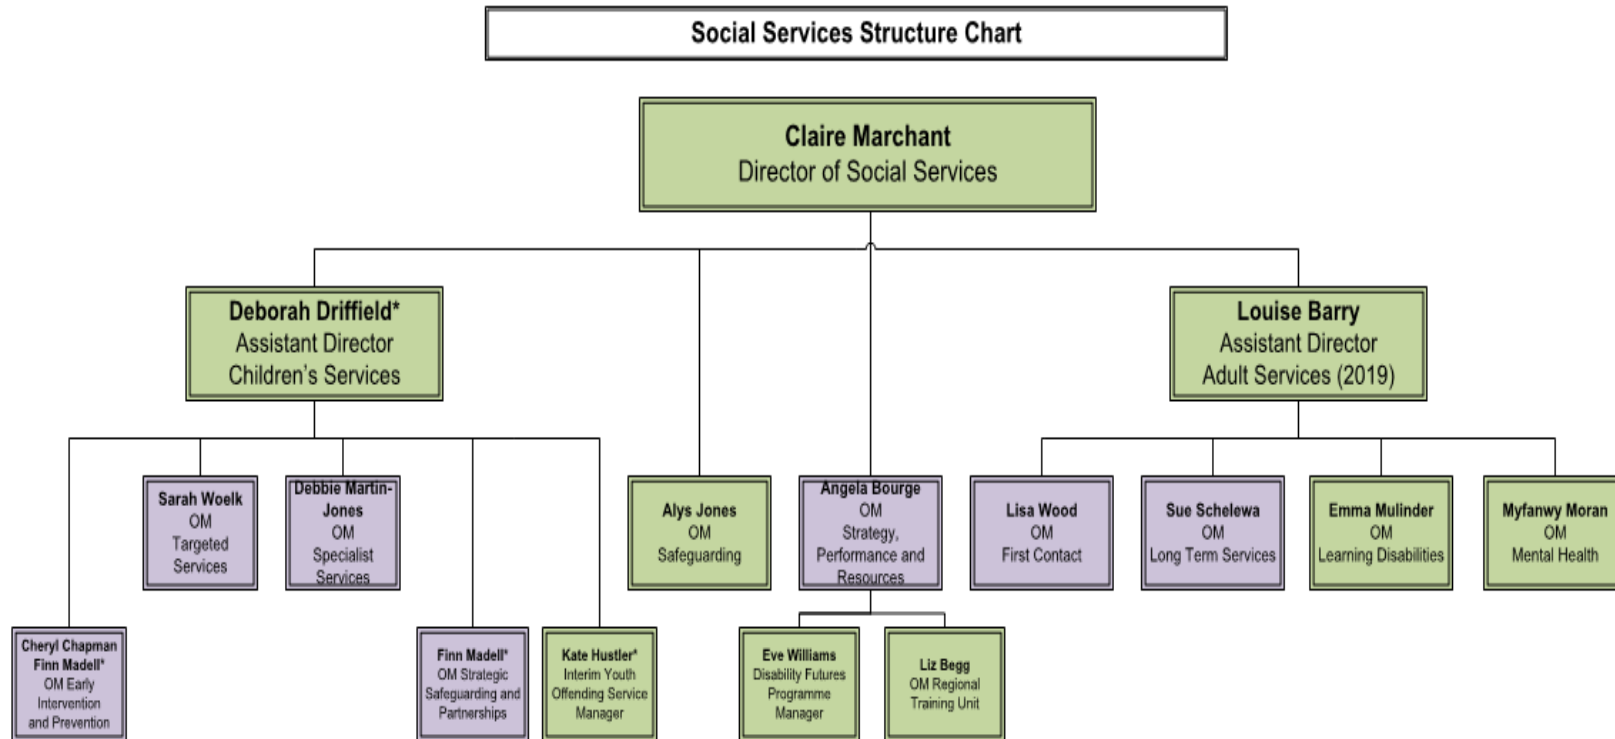 Social Services Structure Chart
Claire Marchant
Director of Social Services
Deborah Driffield*
Assistant Director
Children's Services
Louise Barry
Assistant Director
Adult Services (2019)
Sarah Woelk
OM
Targeted
Services
Debbie Martin-
Jones
OM
Specialist
Services
Alys Jones
OM
Safeguarding
Angela Bourge
OM
Strategy,
Performance and
Resources
Lisa Wood
OM
First Contact
Sue Schelewa
OM
Long Term Services
Emma Mulinder
OM
Learning Disabilities
Myfanwy Moran
OM
Mental Health
Cheryl Chapman
Finn Madell*
OM Early
Intervention
and Prevention
Finn Madell*
OM Strategic
Safeguarding and
Partnerships
Kate Hustler*
Interim Youth
Offending Service
Manager
Eve Williams
Disability Futures
Programme
Manager
Liz Begg
OM Regional
Training Unit